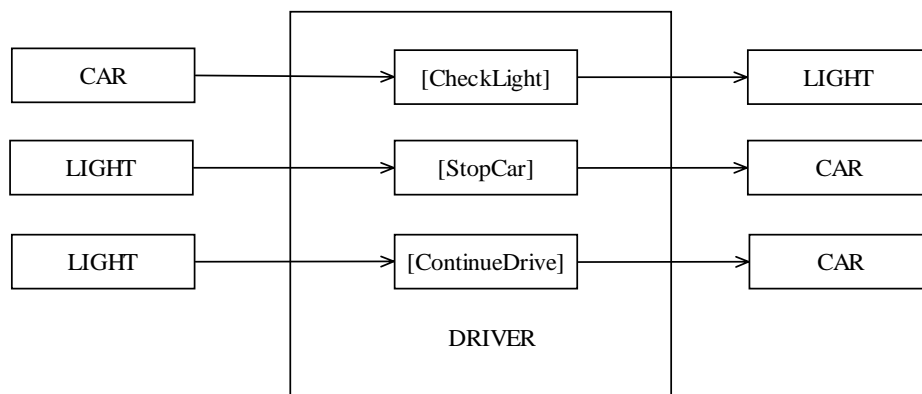 CAR [CheckLight] LIGHT
LIGHT [StopCar] CAR
LIGHT [ContinueDrive] CAR
DRIVER